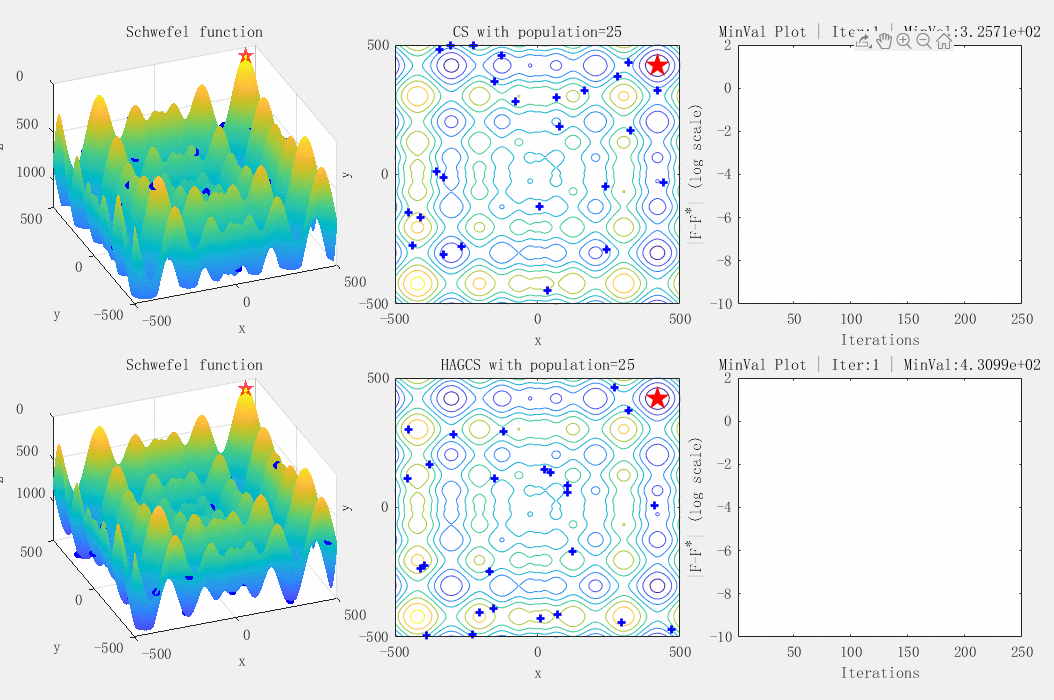 Schwefel function
0
500
1000
500
0
-500
-500
0
500
y
x
z
CS with population=25
500
0
-500
-500
0
500
y
x
MinVal Plot | Iter:1 | MinVal:3.2571e+02
2
0
-2
-4
-6
-8
-10
50
100
150
200
250
|F-F*| (log scale)
Iterations
Schwefel function
0
500
1000
500
0
-500
-500
0
500
y
x
z
HAGCS with population=25
500
0
-500
-500
0
500
y
x
MinVal Plot | Iter:1 | MinVal:4.3099e+02
2
0
-2
-4
-6
-8
-10
50
100
150
200
250
|F-F*| (log scale)
Iterations